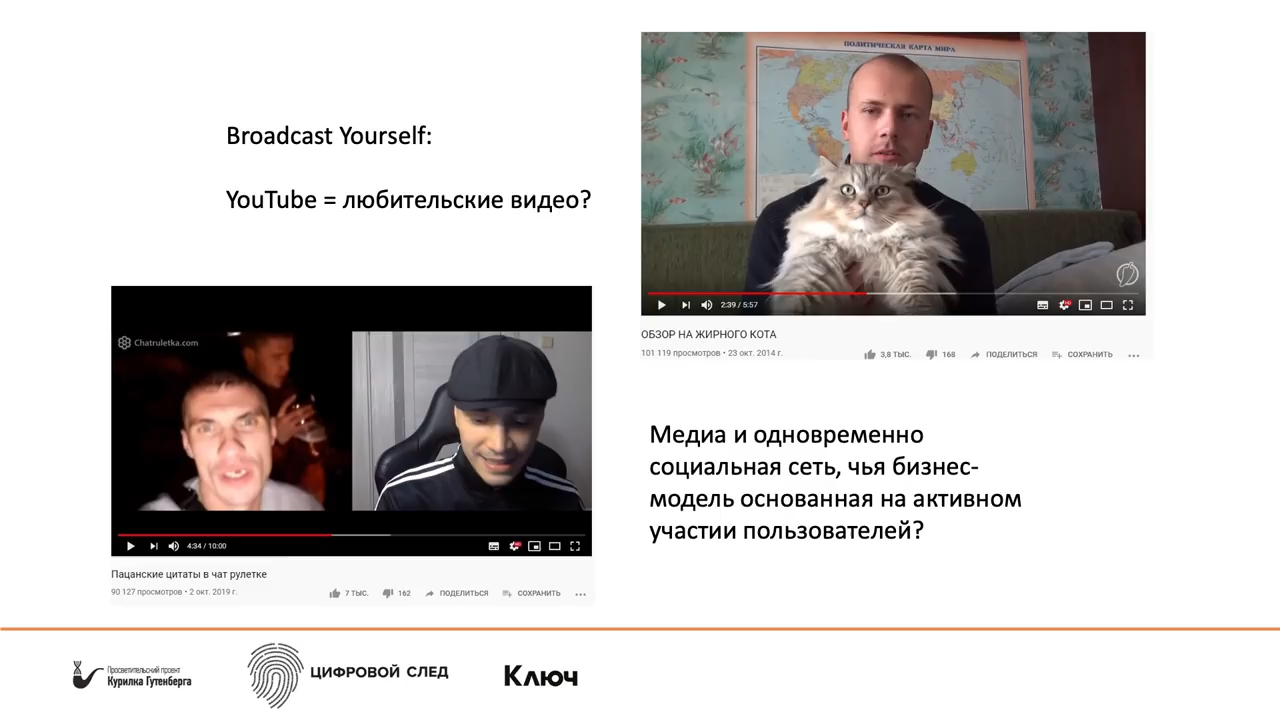 Broadcast Yourself:
YouTube = любительские видео?
ПОЛИТИЧЕСКАЯ КАРТА МИРА
2:39 / 5:57
ОБЗОР НА ЖИРНОГО КОТА
101 119 просмотров • 23 окт. 2014 г.
3,8 ТЫС. 168 ПОДЕЛИТЬСЯ СОХРАНИТЬ
Chatruletka.com
4:34 / 10:00
Пацанские цитаты в чат рулетке
90 127 просмотров • 2 окт. 2019 г.
7 ТЫС. 162 ПОДЕЛИТЬСЯ СОХРАНИТЬ
Медиа и одновременно
социальная сеть, чья бизнес-
модель основанная на активном
участии пользователей?
Просветительский проект
Курилка Гутенберга
ЦИФРОВОЙ СЛЕД
Ключ